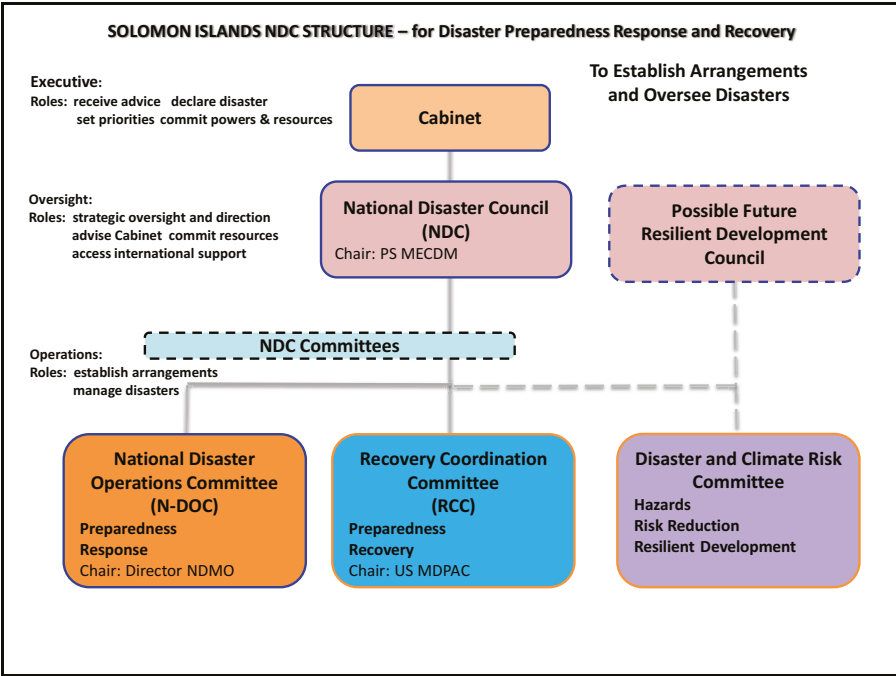 SOLOMON ISLANDS NDC STRUCTURE – for Disaster Preparedness Response and Recovery
To Establish Arrangements
and Oversee Disasters
Executive:
Roles: receive advice declare disaster
set priorities commit powers & resources
Cabinet
Oversight:
Roles: strategic oversight and direction
advise Cabinet commit resources
access international support
National Disaster Council
(NDC)
Chair: PS MECDM
Possible Future
Resilient Development
Council
NDC Committees
Operations:
Roles: establish arrangements
manage disasters
National Disaster
Operations Committee
(N-DOC)
Preparedness
Response
Chair: Director NDMO
Recovery Coordination
Committee
(RCC)
Preparedness
Recovery
Chair: US MDPAC
Disaster and Climate Risk
Committee
Hazards
Risk Reduction
Resilient Development